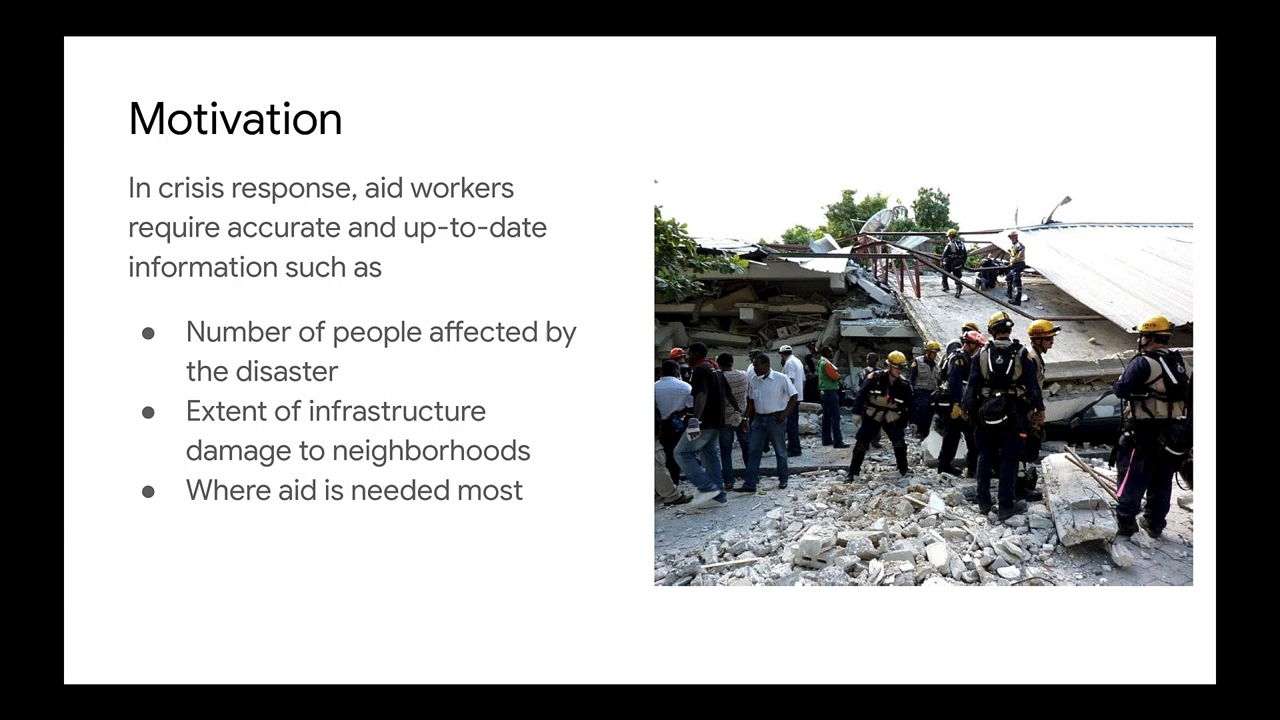 Motivation
In crisis response, aid workers
require accurate and up-to-date
information such as
● Number of people affected by
the disaster
● Extent of infrastructure
damage to neighborhoods
● Where aid is needed most